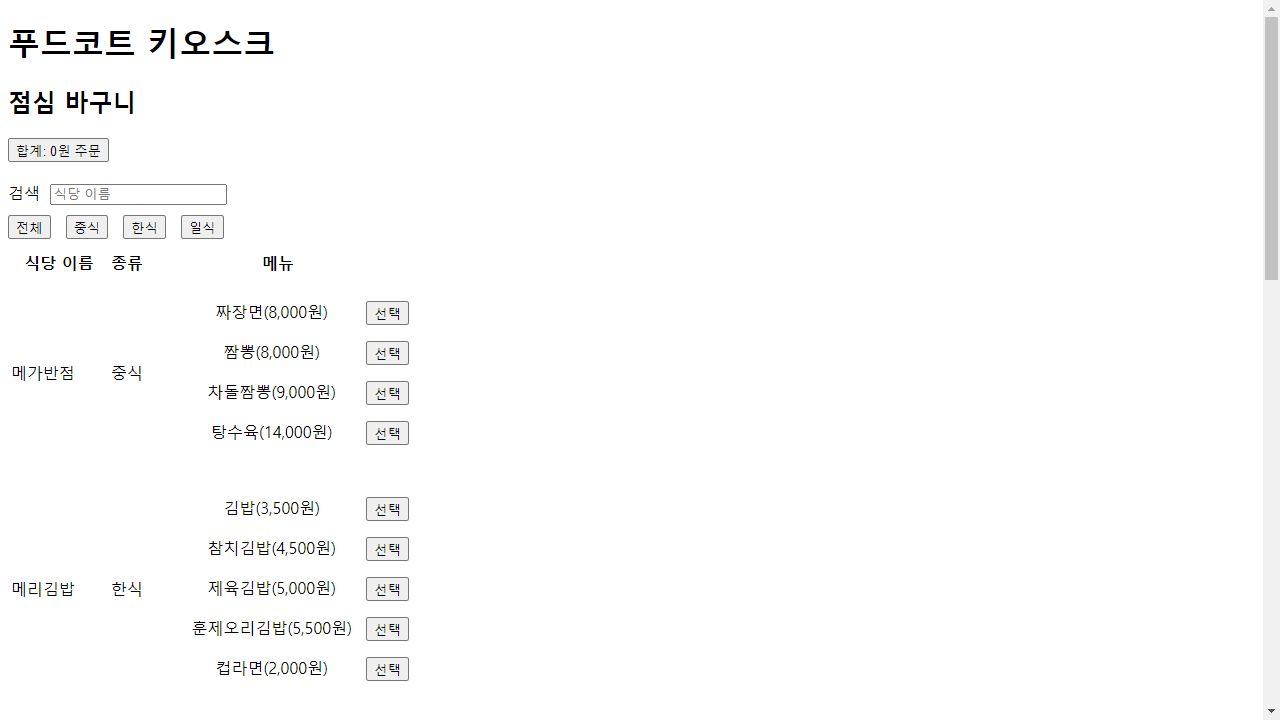 푸드코트 키오스크
점심 바구니
합계: 0원 주문
검색 식당 이름
전체 중식 한식 일식
식당 이름 종류 메뉴
짜장면(8,000원) 선택
짬뽕(8,000원) 선택
메가반점 중식
차돌짬뽕(9,000원) 선택
탕수육(14,000원) 선택
김밥(3,500원) 선택
참치김밥(4,500원) 선택
메리김밥 한식 제육김밥(5,000원) 선택
훈제오리김밥(5,500원) 선택
컵라면(2,000원) 선택